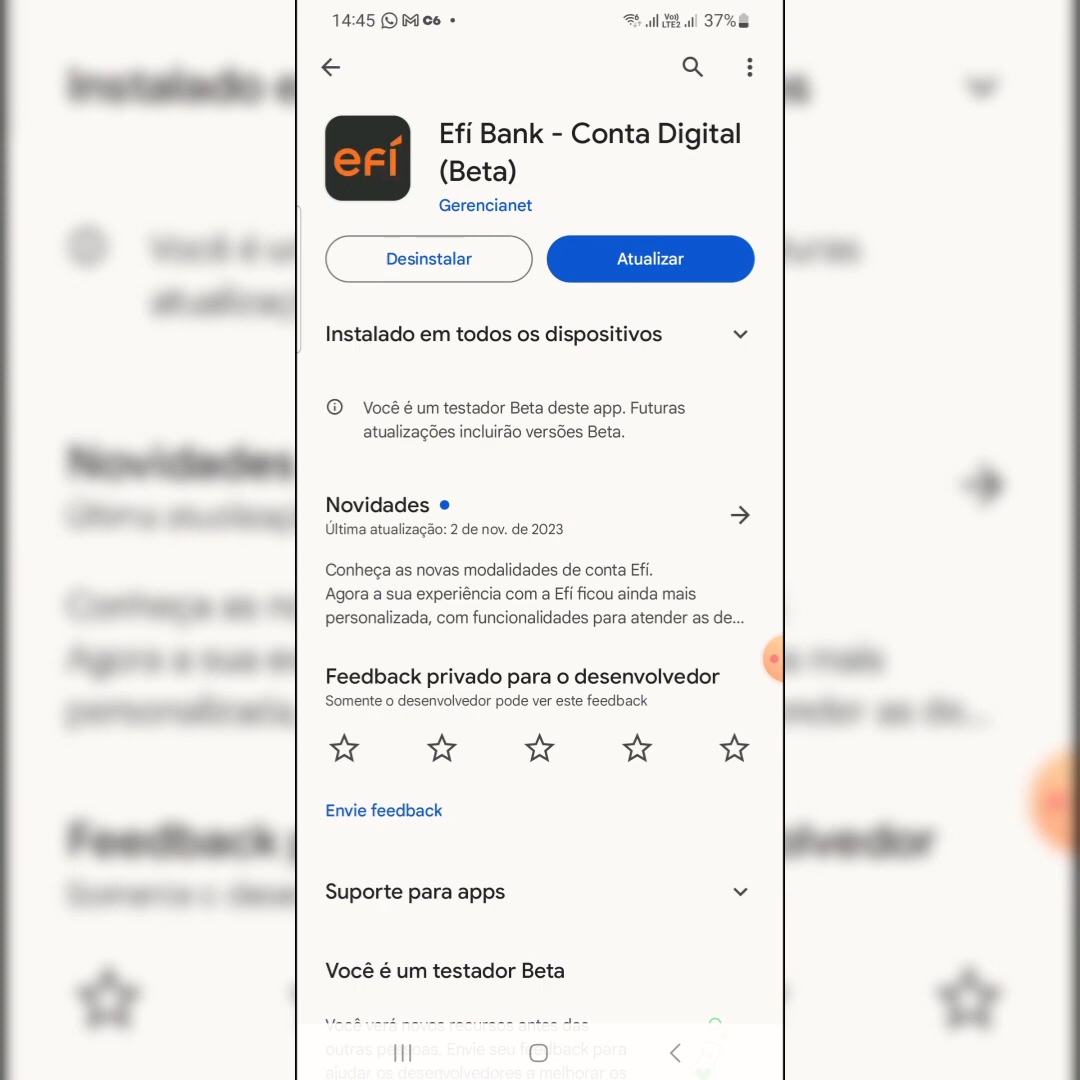 14:45 C6 Vo)) LTE2 37%
efí
Efí Bank - Conta Digital
(Beta)
Gerencianet
Desinstalar
Atualizar
Instalado em todos os dispositivos
Você é um testador Beta deste app. Futuras
atualizações incluirão versões Beta.
Novidades
Última atualização: 2 de nov. de 2023
Conheça as novas modalidades de conta Efí.
Agora a sua experiência com a Efí ficou ainda mais
personalizada, com funcionalidades para atender as de...
Feedback privado para o desenvolvedor
Somente o desenvolvedor pode ver este feedback
Envie feedback
Suporte para apps
Você é um testador Beta
Você verá novos recursos antes das
outras pessoas. Envie seu feedback para
ajudar os desenvolvedores a melhorar os